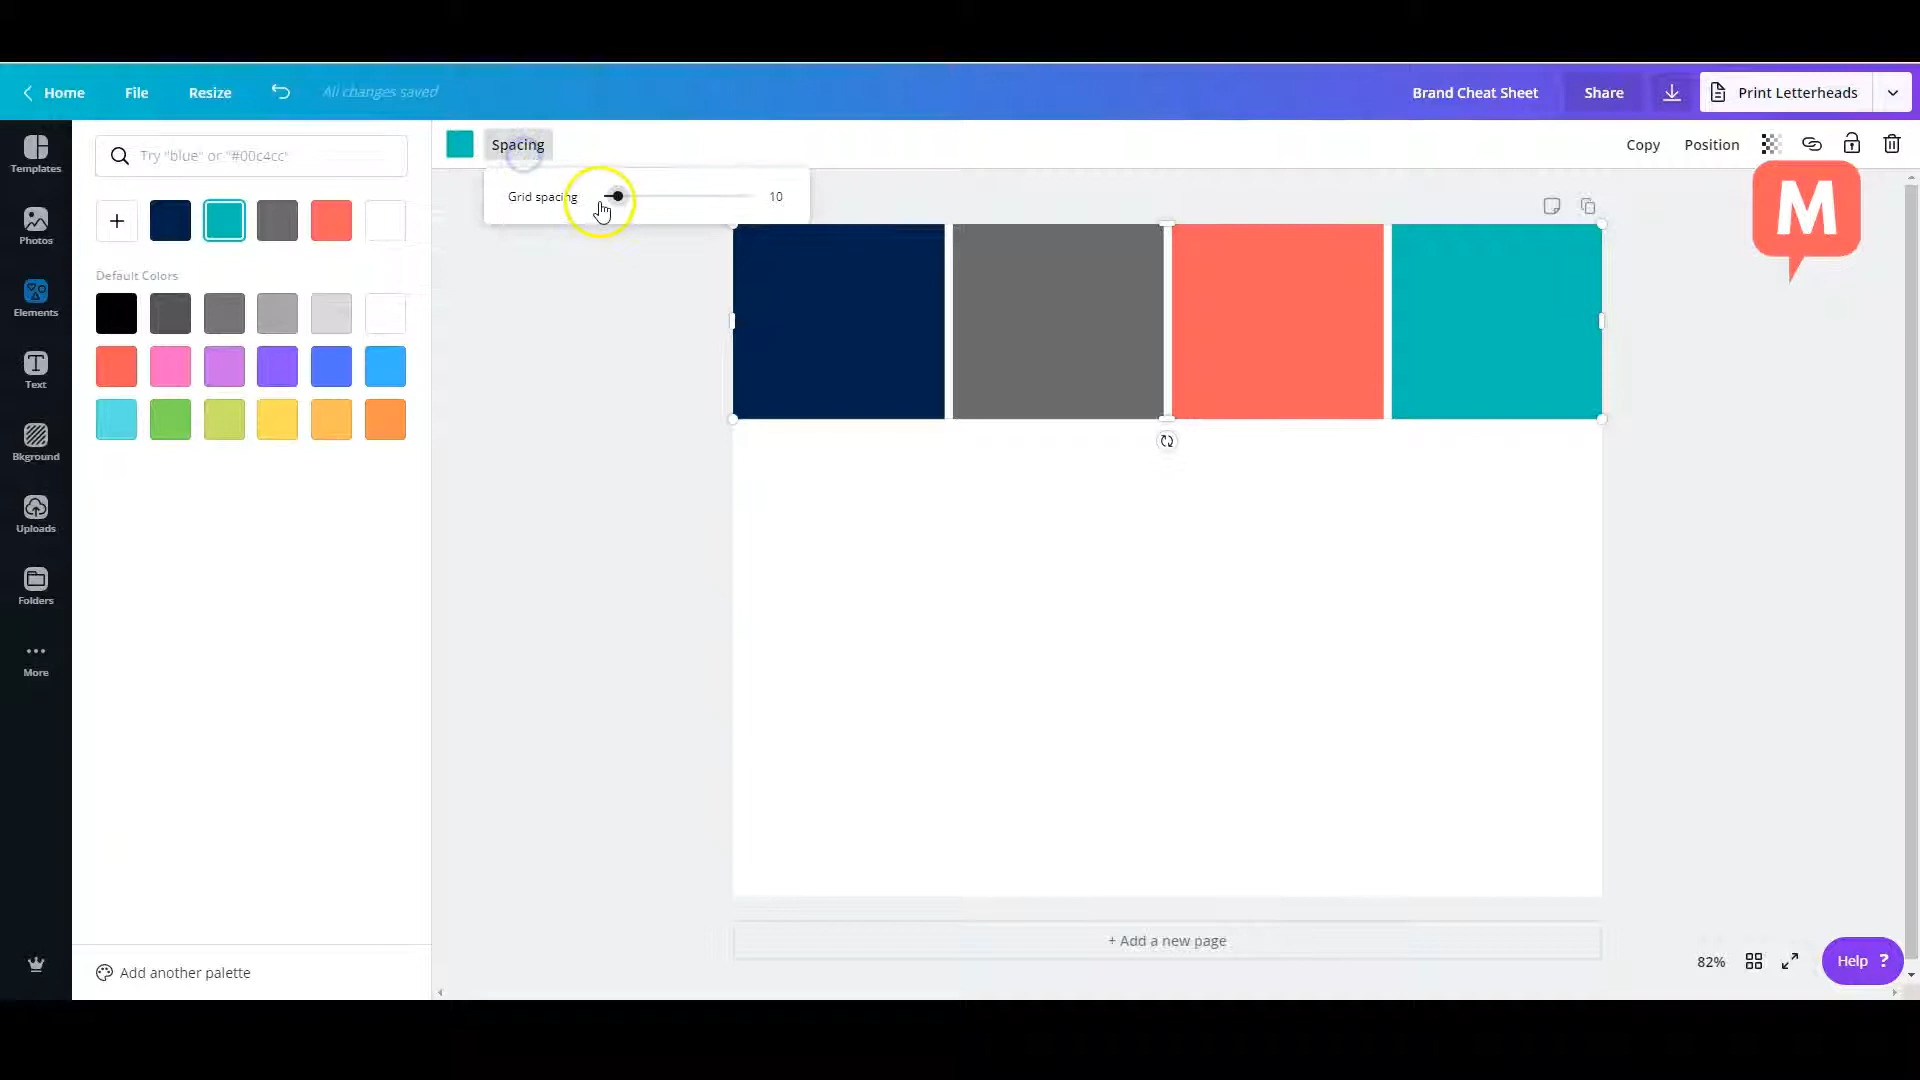 Home File Resize All changes saved Brand Cheat Sheet Share Print Letterheads
Templates
Photos
Elements
Text
Bkground
Uploads
Folders
More
Try "blue" or "#00c4cc"
Default Colors
Add another palette
Spacing
Copy Position
Grid spacing 10
M
+ Add a new page
82%
Help ?